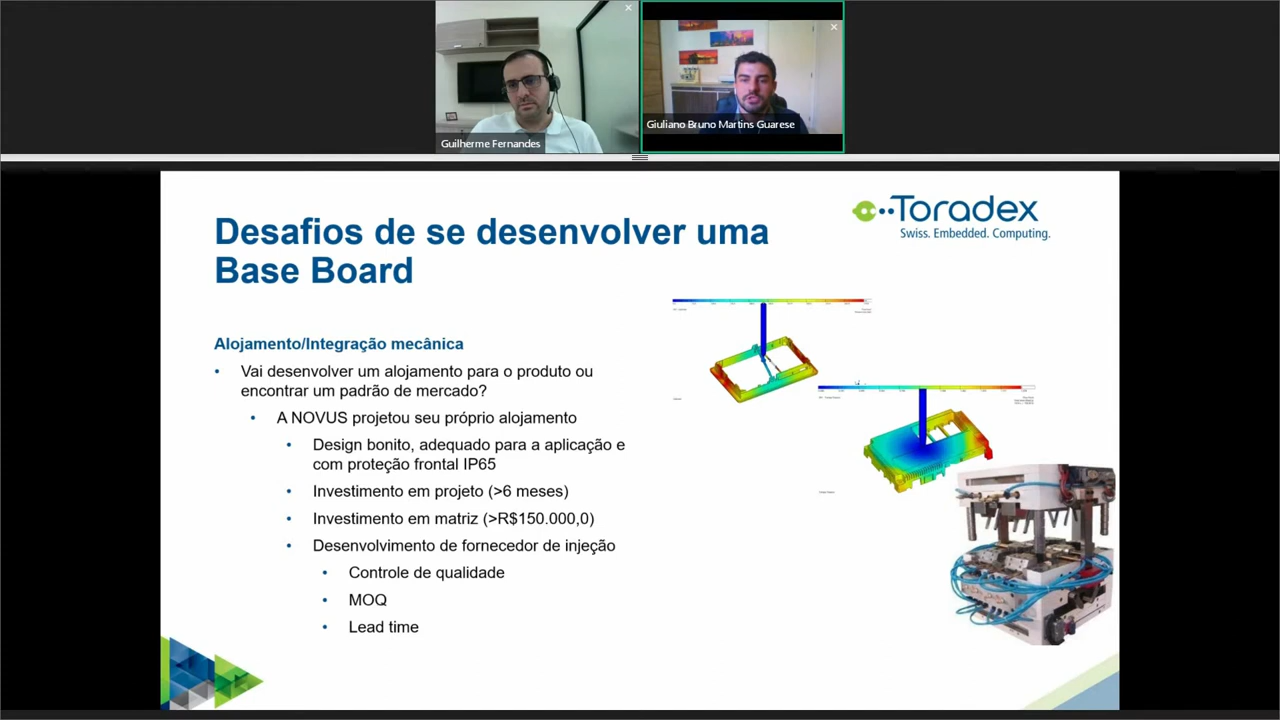 Guilherme Fernandes
Giuliano Bruno Martins Guarese
Toradex
Swiss. Embedded. Computing.
Desafios de se desenvolver uma
Base Board
Alojamento/Integração mecânica
• Vai desenvolver um alojamento para o produto ou
encontrar um padrão de mercado?
• A NOVUS projetou seu próprio alojamento
• Design bonito, adequado para a aplicação e
com proteção frontal IP65
• Investimento em projeto (>6 meses)
• Investimento em matriz (>R$150.000,0)
• Desenvolvimento de fornecedor de injeção
• Controle de qualidade
• MOQ
• Lead time